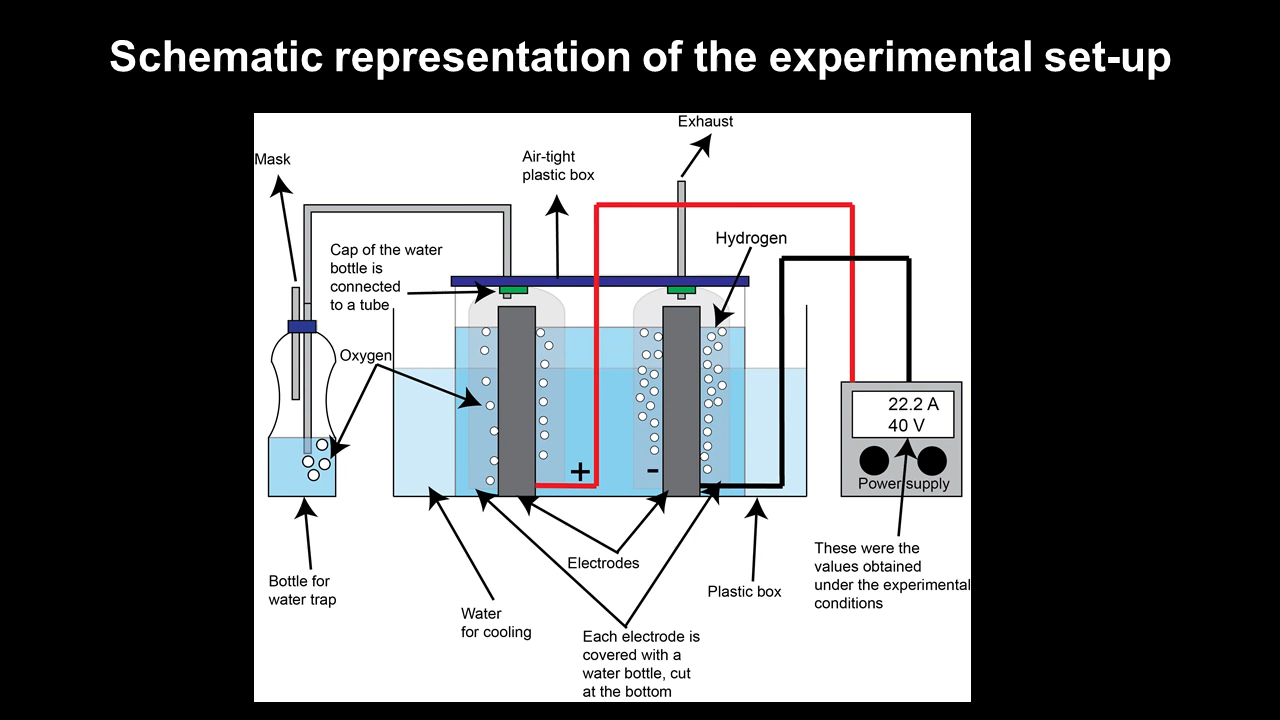 Schematic representation of the experimental set-up
Exhaust
Mask
Air-tight
plastic box
Hydrogen
Cap of the water
bottle is
connected
to a tube
Oxygen
22.2 A
40 V
+
-
Power supply
These were the
values obtained
under the experimental
conditions
Electrodes
Bottle for
water trap
Plastic box
Water
for cooling
Each electrode is
covered with a
water bottle, cut
at the bottom